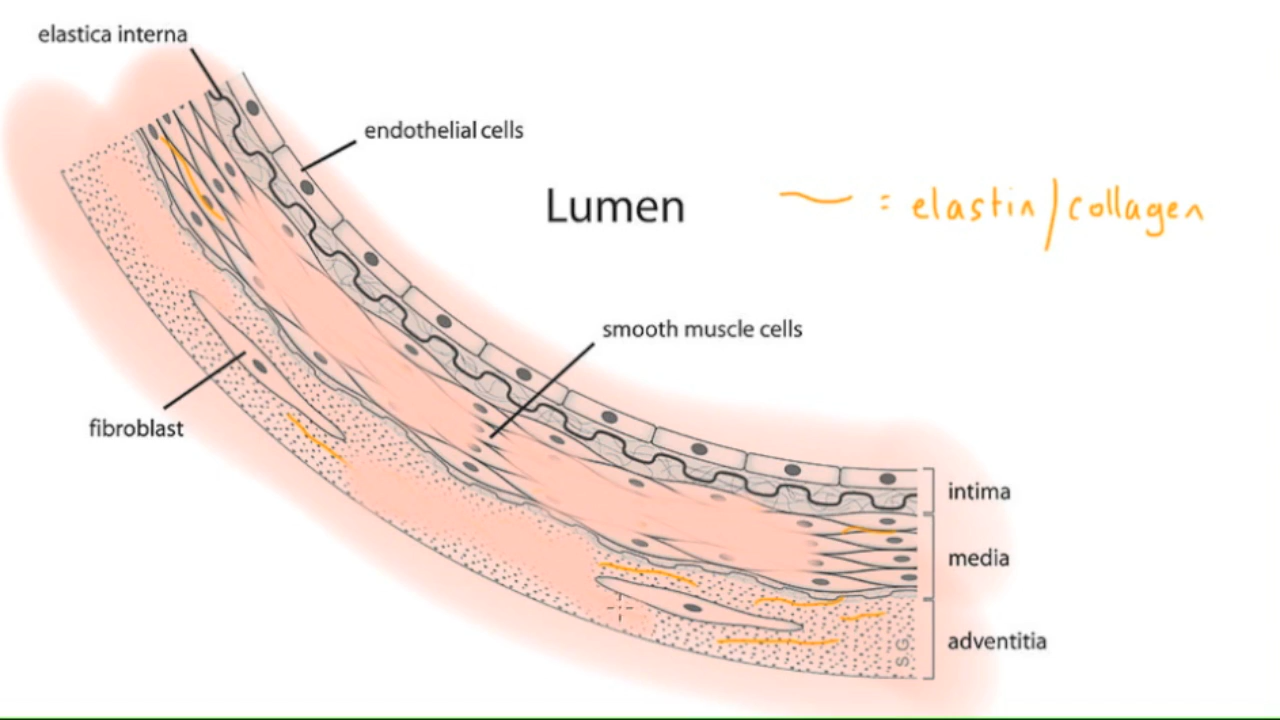 elastica interna
endothelial cells
Lumen
~ = elastin/collagen
smooth muscle cells
fibroblast
intima
media
adventitia
S.G.